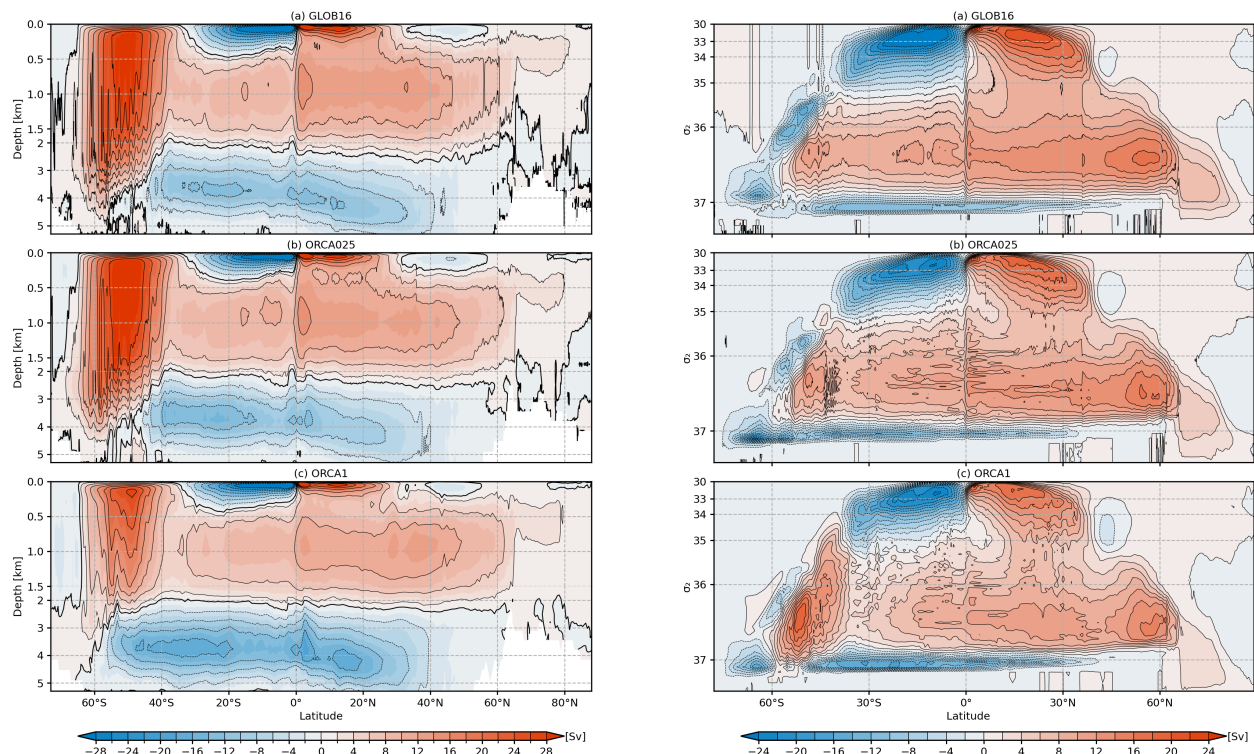 (a) GLOB16
0.0
0.5
1.0
1.5
2
3
4
5
Depth [km]
(b) ORCA025
0.0
0.5
1.0
1.5
2
3
4
5
Depth [km]
(c) ORCA1
0.0
0.5
1.0
1.5
2
3
4
5
Depth [km]
60°S 40°S 20°S 0° 20°N 40°N 60°N 80°N
Latitude
−28 −24 −20 −16 −12 −8 −4 0 4 8 12 16 20 24 28
[Sv]
(a) GLOB16
30
33
34
35
36
37
σ₂
(b) ORCA025
30
33
34
35
36
37
σ₂
(c) ORCA1
30
33
34
35
36
37
σ₂
60°S 30°S 0° 30°N 60°N
Latitude
−24 −20 −16 −12 −8 −4 0 4 8 12 16 20 24
[Sv]